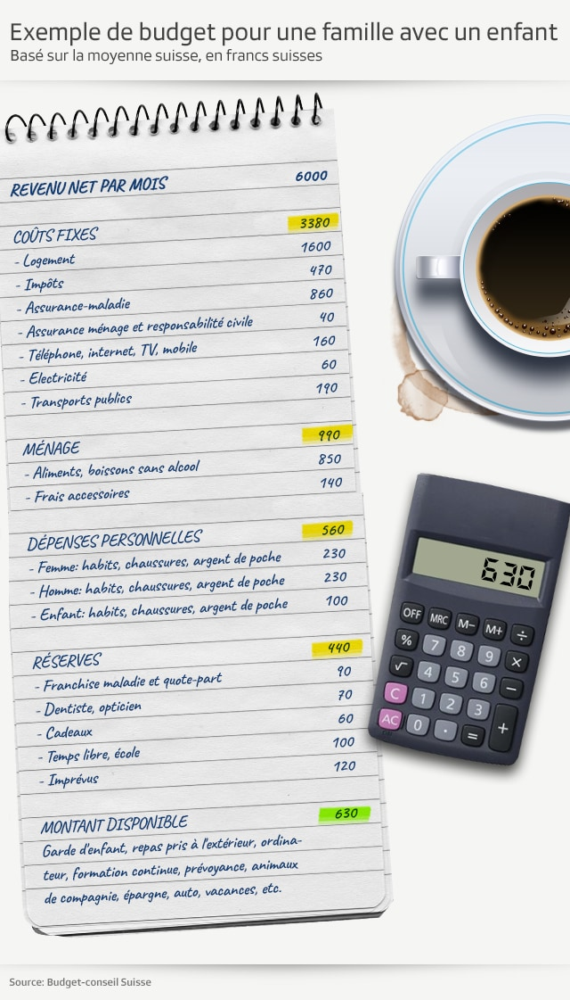 Exemple de budget pour une famille avec un enfant
Basé sur la moyenne suisse, en francs suisses
REVENU NET PAR MOIS 6000
COÛTS FIXES 3380
- Logement 1600
- Impôts 470
- Assurance-maladie 860
- Assurance ménage et responsabilité civile 40
- Téléphone, internet, TV, mobile 160
- Electricité 60
- Transports publics 190
MÉNAGE 990
- Aliments, boissons sans alcool 850
- Frais accessoires 140
DÉPENSES PERSONNELLES 560
- Femme: habits, chaussures, argent de poche 230
- Homme: habits, chaussures, argent de poche 230
- Enfant: habits, chaussures, argent de poche 100
RÉSERVES 440
- Franchise maladie et quote-part 90
- Dentiste, opticien 70
- Cadeaux 60
- Temps libre, école 100
- Imprévus 120
MONTANT DISPONIBLE 630
Garde d'enfant, repas pris à l'extérieur, ordina-
teur, formation continue, prévoyance, animaux
de compagnie, épargne, auto, vacances, etc.
630
OFF MRC M- M+ ÷
% 7 8 9 ×
√ 4 5 6 -
C 1 2 3 +
AC 0 . =
Source: Budget-conseil Suisse